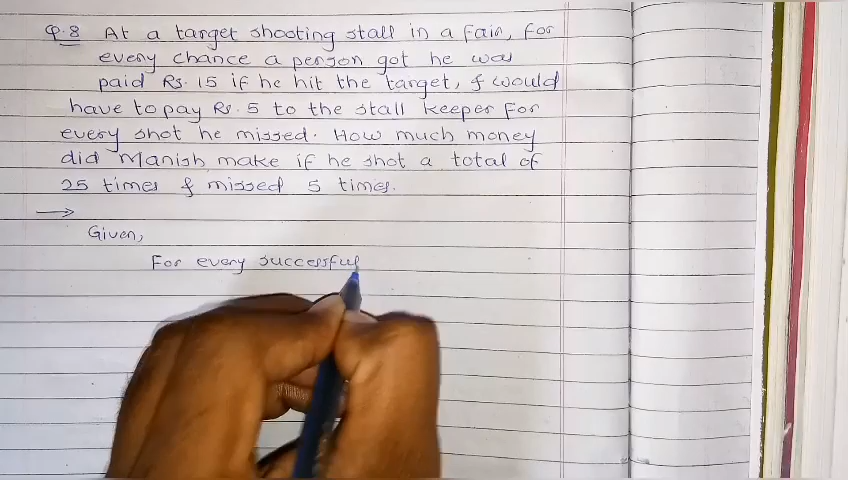 Q.8 At a target shooting stall in a fair, for
every chance a person got he was
paid Rs. 15 if he hit the target, & would
have to pay Rs. 5 to the stall keeper for
every shot he missed. How much money
did Manish make if he shot a total of
25 times & missed 5 times.
→
Given,
For every successful